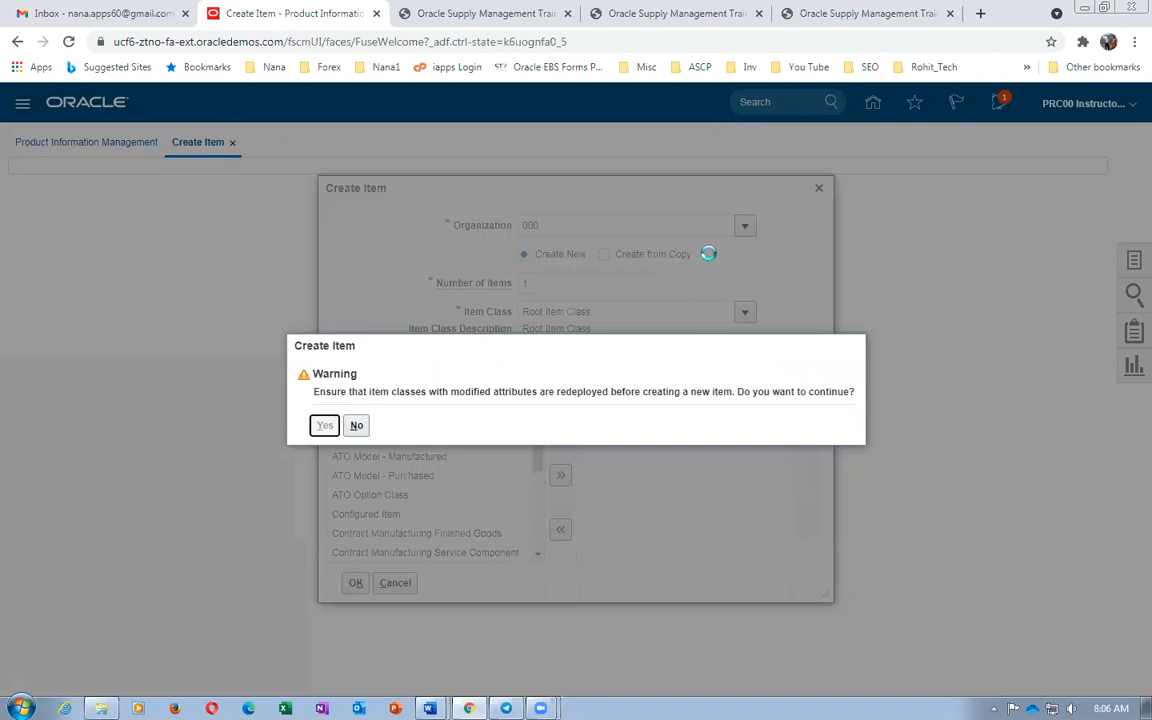 Inbox - nana.apps60@gmail.com
Create Item - Product Informatio
Oracle Supply Management Trai
Oracle Supply Management Trai
Oracle Supply Management Trai
ucf6-ztno-fa-ext.oracledemos.com/fscmUI/faces/FuseWelcome?_adf.ctrl-state=k6uognfa0_5
Apps
Suggested Sites
Bookmarks
Nana
Forex
Nana1
iapps Login
Oracle EBS Forms P...
Misc
ASCP
Inv
You Tube
SEO
Rohit_Tech
»
Other bookmarks
ORACLE
Search
1
PRC00 Instructo...
Product Information Management
Create Item
Create Item
* Organization 000
Create New
Create from Copy
* Number of Items 1
* Item Class Root Item Class
Item Class Description Root Item Class
Create Item
Warning
Ensure that item classes with modified attributes are redeployed before creating a new item. Do you want to continue?
Yes No
ATO Model - Manufactured
ATO Model - Purchased
ATO Option Class
Configured Item
Contract Manufacturing Finished Goods
Contract Manufacturing Service Component
OK Cancel
8:06 AM